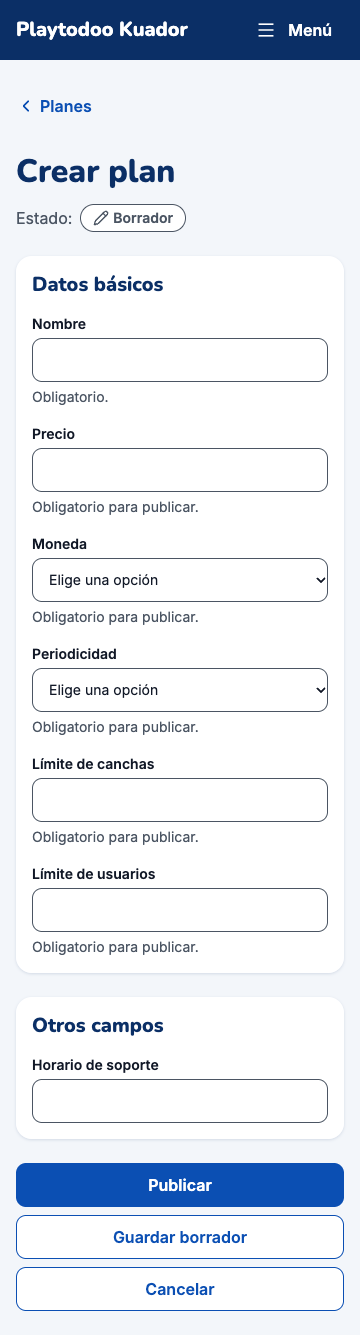 Playtodoo Kuador
Menú
Planes
Crear plan
Estado: Borrador
Datos básicos
Nombre
Obligatorio.
Precio
Obligatorio para publicar.
Moneda
Elige una opción
Obligatorio para publicar.
Periodicidad
Elige una opción
Obligatorio para publicar.
Límite de canchas
Obligatorio para publicar.
Límite de usuarios
Obligatorio para publicar.
Otros campos
Horario de soporte
Publicar
Guardar borrador
Cancelar